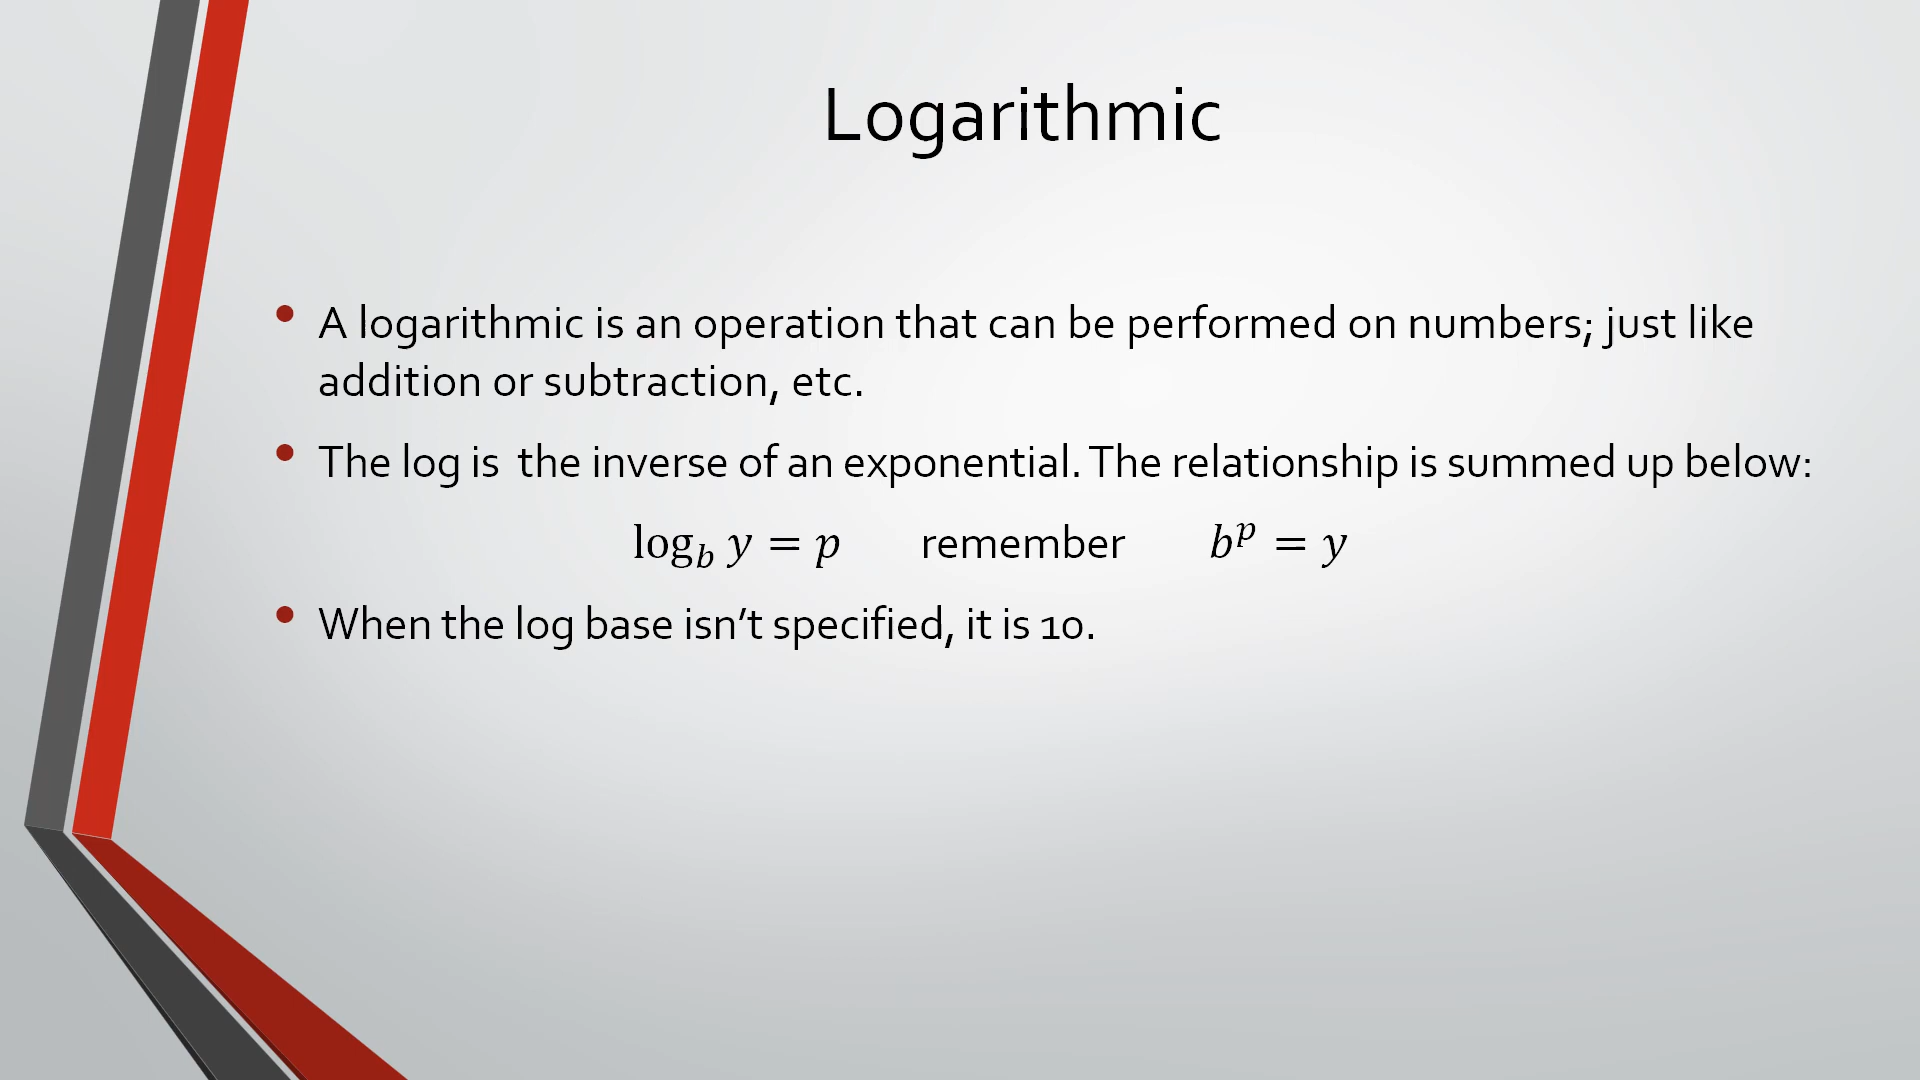 Logarithmic
• A logarithmic is an operation that can be performed on numbers; just like
addition or subtraction, etc.
• The log is  the inverse of an exponential. The relationship is summed up below:
log_b y = p remember b^p = y
• When the log base isn’t specified, it is 10.